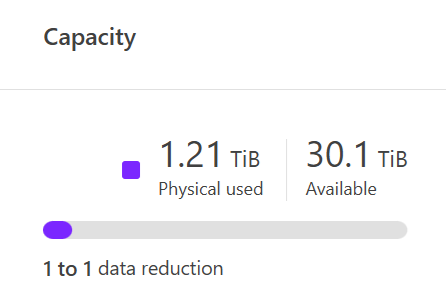 Capacity
1.21 TiB 30.1 TiB
Physical used Available
1 to 1 data reduction